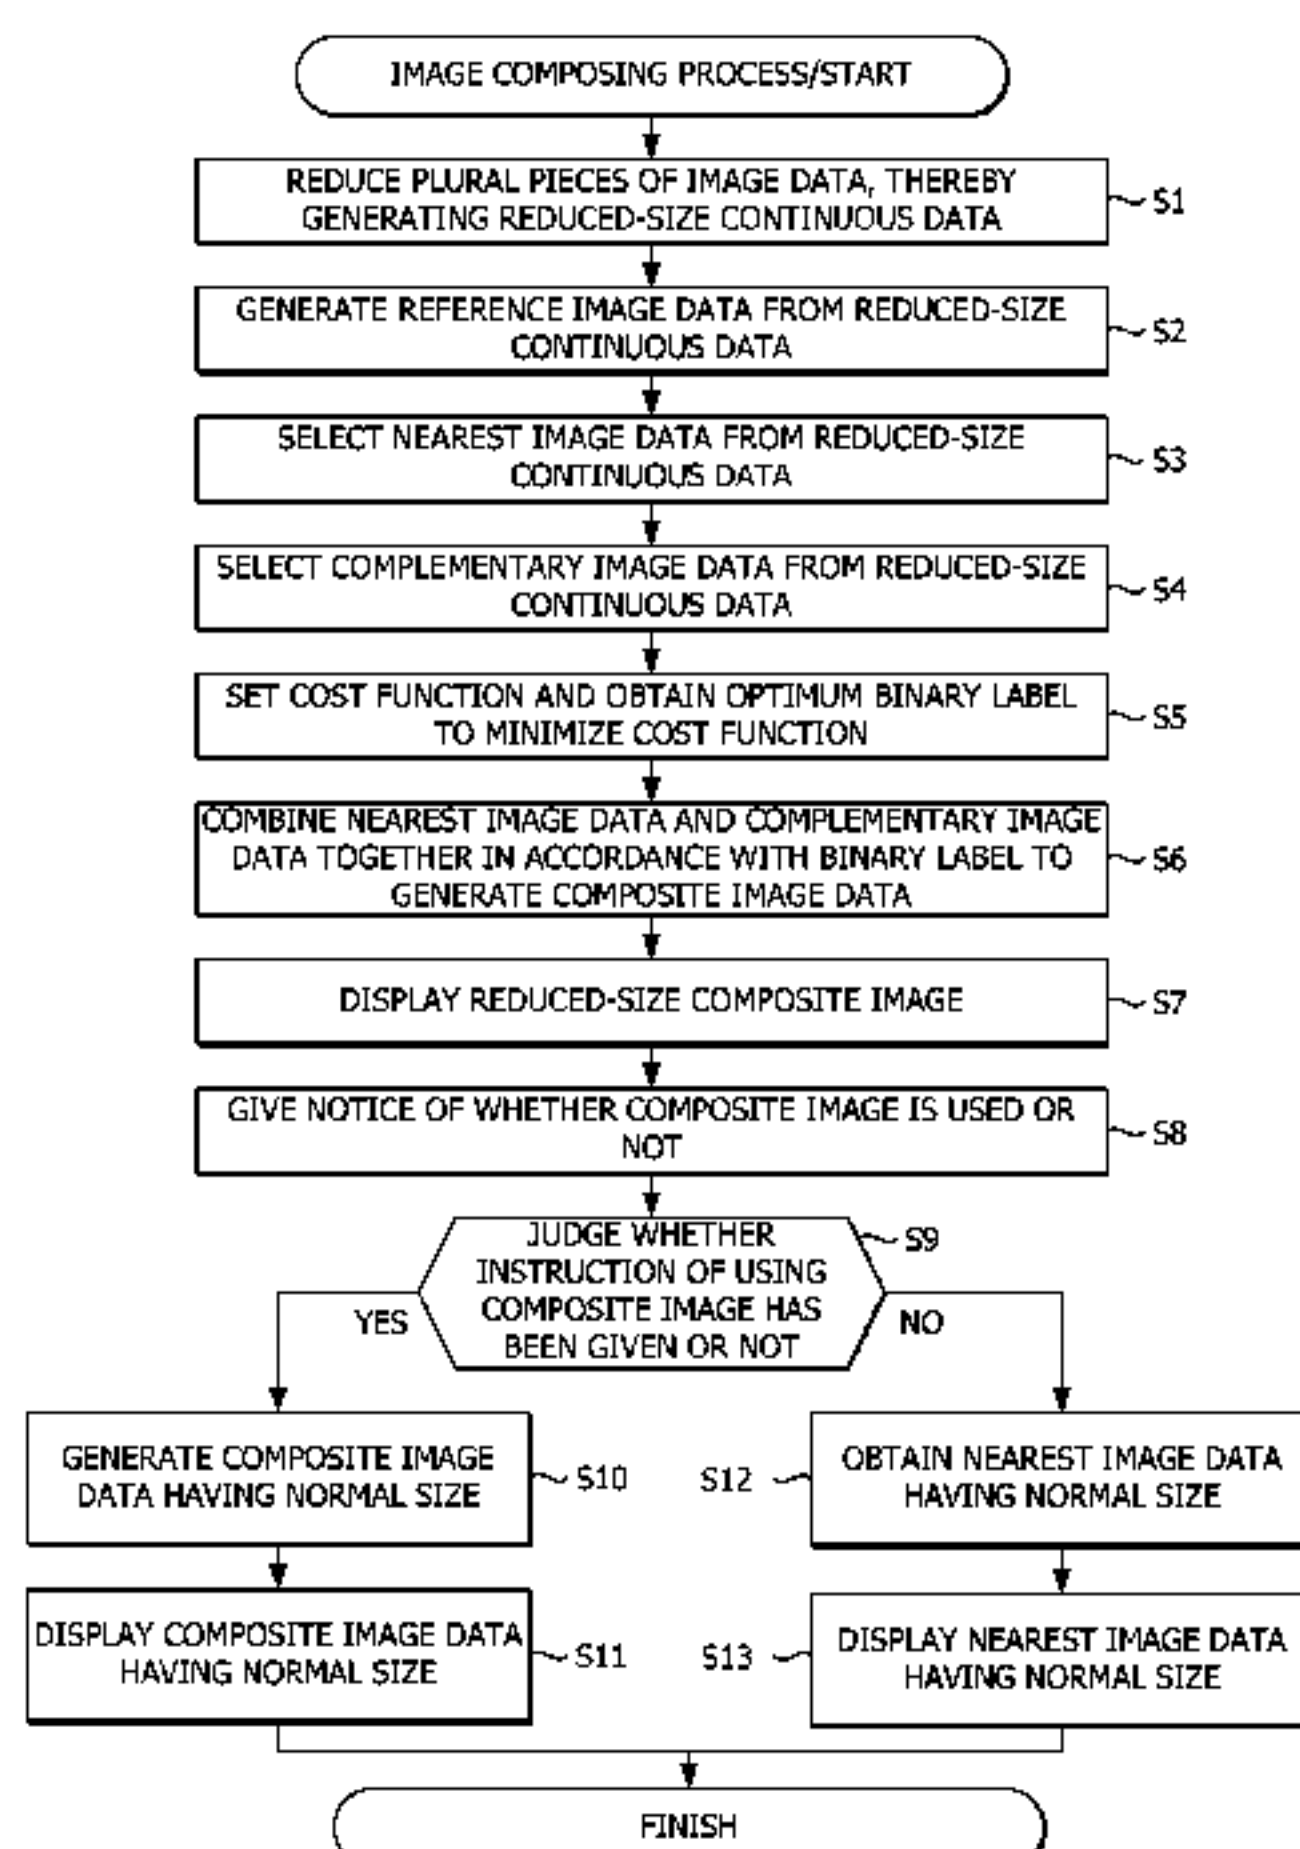 IMAGE COMPOSING PROCESS/START
REDUCE PLURAL PIECES OF IMAGE DATA, THEREBY
GENERATING REDUCED-SIZE CONTINUOUS DATA
S1
GENERATE REFERENCE IMAGE DATA FROM REDUCED-SIZE
CONTINUOUS DATA
S2
SELECT NEAREST IMAGE DATA FROM REDUCED-SIZE
CONTINUOUS DATA
S3
SELECT COMPLEMENTARY IMAGE DATA FROM REDUCED-SIZE
CONTINUOUS DATA
S4
SET COST FUNCTION AND OBTAIN OPTIMUM BINARY LABEL
TO MINIMIZE COST FUNCTION
S5
COMBINE NEAREST IMAGE DATA AND COMPLEMENTARY IMAGE
DATA TOGETHER IN ACCORDANCE WITH BINARY LABEL TO
GENERATE COMPOSITE IMAGE DATA
S6
DISPLAY REDUCED-SIZE COMPOSITE IMAGE
S7
GIVE NOTICE OF WHETHER COMPOSITE IMAGE IS USED OR
NOT
S8
JUDGE WHETHER
INSTRUCTION OF USING
COMPOSITE IMAGE HAS
BEEN GIVEN OR NOT
S9
YES
NO
GENERATE COMPOSITE IMAGE
DATA HAVING NORMAL SIZE
S10
S12
OBTAIN NEAREST IMAGE DATA
HAVING NORMAL SIZE
DISPLAY COMPOSITE IMAGE DATA
HAVING NORMAL SIZE
S11
S13
DISPLAY NEAREST IMAGE DATA
HAVING NORMAL SIZE
FINISH